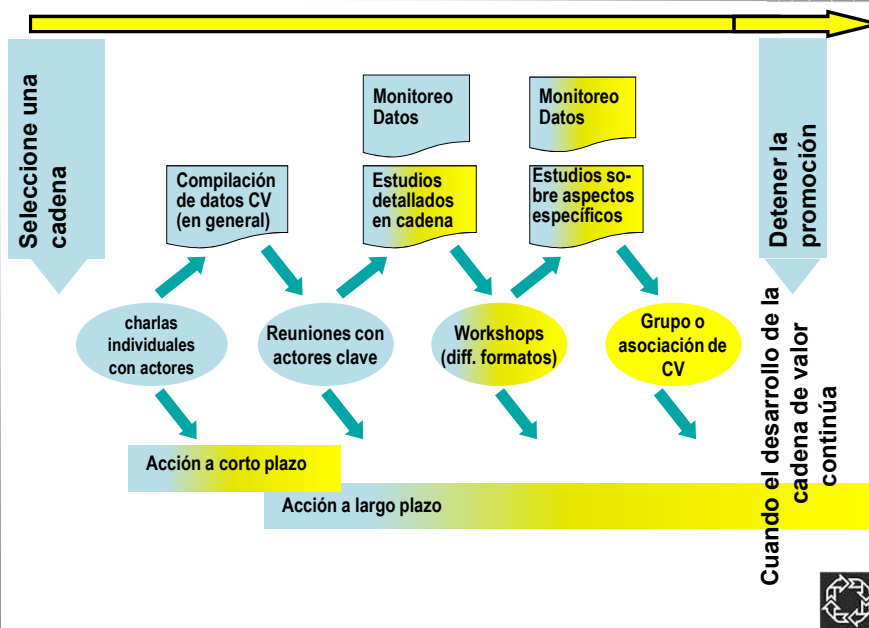 Seleccione una
cadena
Monitoreo
Datos
Monitoreo
Datos
Compilación
de datos CV
(en general)
Estudios
detallados
en cadena
Estudios so-
bre aspectos
específicos
charlas
individuales
con actores
Reuniones con
actores clave
Workshops
(diff. formatos)
Grupo o
asociación de
CV
Acción a corto plazo
Acción a largo plazo
Detener la
promoción
Cuando el desarrollo de la
cadena de valor
continúa